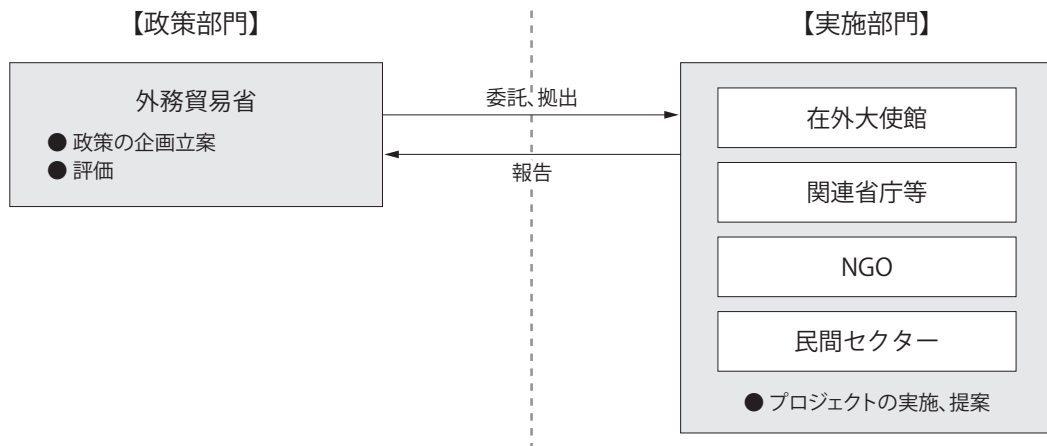 【政策部門】
【実施部門】
外務貿易省
● 政策の企画立案
● 評価
委託、拠出
報告
在外大使館
関連省庁等
NGO
民間セクター
● プロジェクトの実施、提案